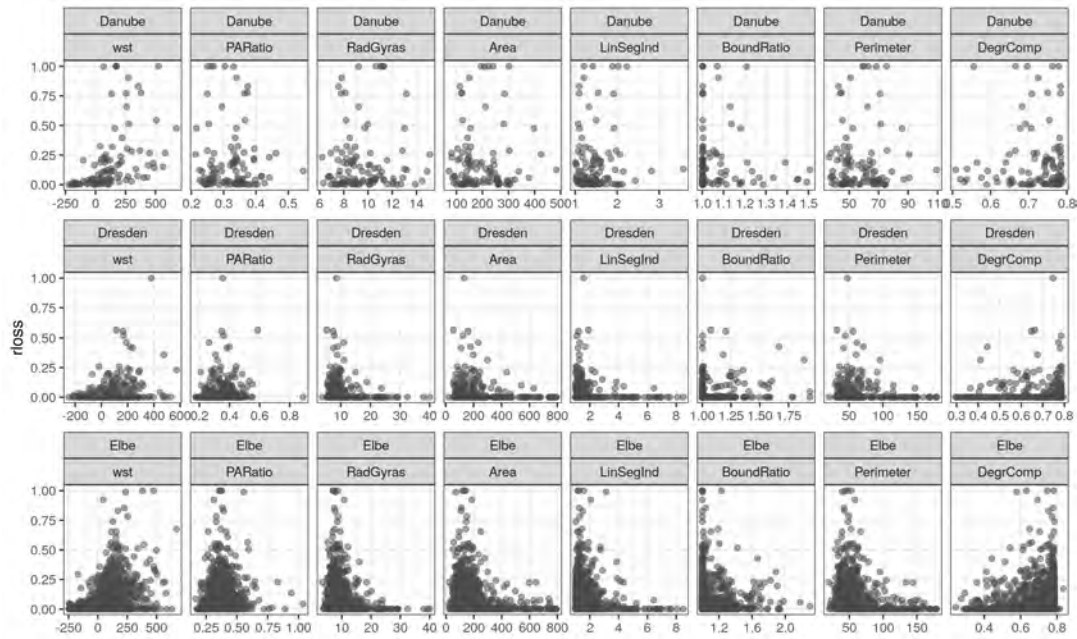 Danube Danube Danube Danube Danube Danube Danube Danube
wst PARatio RadGyras Area LinSegInd BoundRatio Perimeter DegrComp
1.00
0.75
0.50
0.25
0.00
-250 0 250 500 0.2 0.3 0.4 0.5 6 8 10 12 14 100 200 300 400 500 1 2 3 1.0 1.1 1.2 1.3 1.4 1.5 50 70 90 110 0.5 0.6 0.7 0.8
Dresden Dresden Dresden Dresden Dresden Dresden Dresden Dresden
wst PARatio RadGyras Area LinSegInd BoundRatio Perimeter DegrComp
rloss
1.00
0.75
0.50
0.25
0.00
-200 0 200 400 600 0.2 0.4 0.6 0.8 10 20 30 40 0 200 400 600 800 2 4 6 8 1.00 1.25 1.50 1.75 50 100 150 0.3 0.4 0.5 0.6 0.7 0.8
Elbe Elbe Elbe Elbe Elbe Elbe Elbe Elbe
wst PARatio RadGyras Area LinSegInd BoundRatio Perimeter DegrComp
1.00
0.75
0.50
0.25
0.00
-250 0 250 500 0.25 0.50 0.75 1.00 10 20 30 40 0 200 400 600 800 2 4 6 8 1.2 1.6 2.0 50 100 150 0.4 0.6 0.8